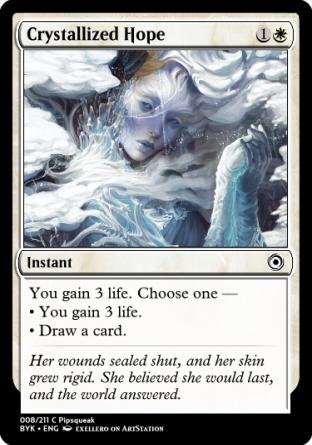 Crystallized Hope 1
Instant
You gain 3 life. Choose one —
• You gain 3 life.
• Draw a card.
Her wounds sealed shut, and her skin
grew rigid. She believed she would last,
and the world answered.
008/211 C Pipsqueak
BYK • ENG EXELLERO ON ARTSTATION